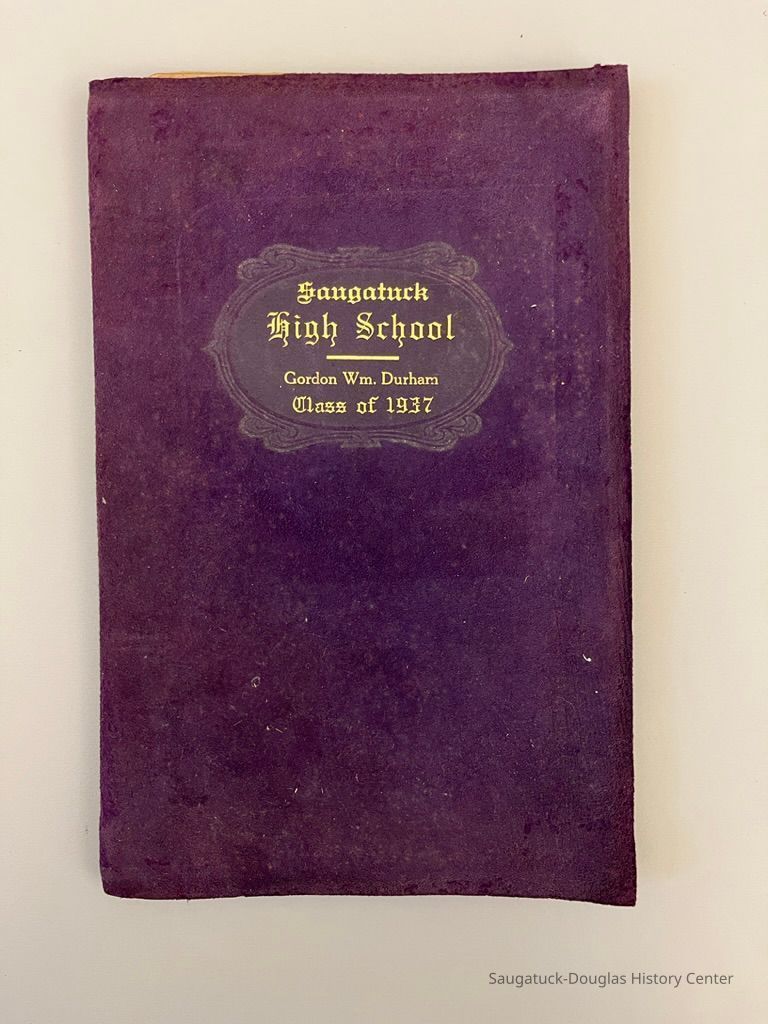 Saugatuck
High School
Gordon Wm. Durham
Class of 1937
Saugatuck-Douglas History Center